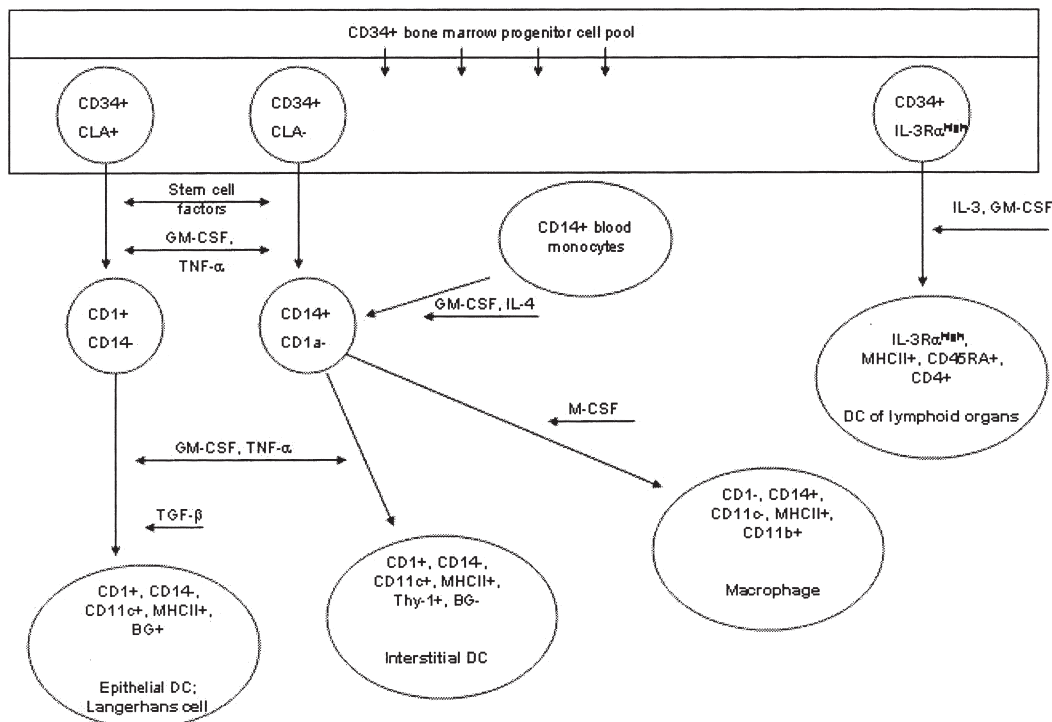 CD34+ bone marrow progenitor cell pool
CD34+
CLA+
CD34+
CLA-
CD34+
IL-3Rα^High
Stem cell
factors
GM-CSF,
TNF-α
IL-3, GM-CSF
CD14+ blood
monocytes
GM-CSF, IL-4
CD1+
CD14-
CD14+
CD1a-
IL-3Rα^High,
MHCII+, CD45RA+,
CD4+
DC of lymphoid organs
M-CSF
GM-CSF, TNF-α
TGF-β
CD1-, CD14+,
CD11c-, MHCII+,
CD11b+
Macrophage
CD1+, CD14-,
CD11c+, MHCII+,
Thy-1+, BG-
Interstitial DC
CD1+, CD14-,
CD11c+, MHCII+,
BG+
Epithelial DC;
Langerhans cell